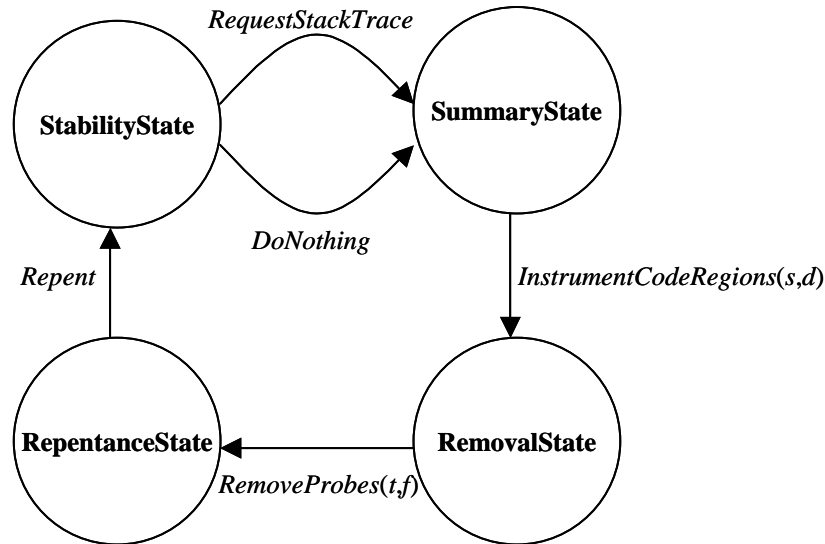 RequestStackTrace
StabilityState
SummaryState
DoNothing
Repent
InstrumentCodeRegions(s,d)
RepentanceState
RemovalState
RemoveProbes(t,f)